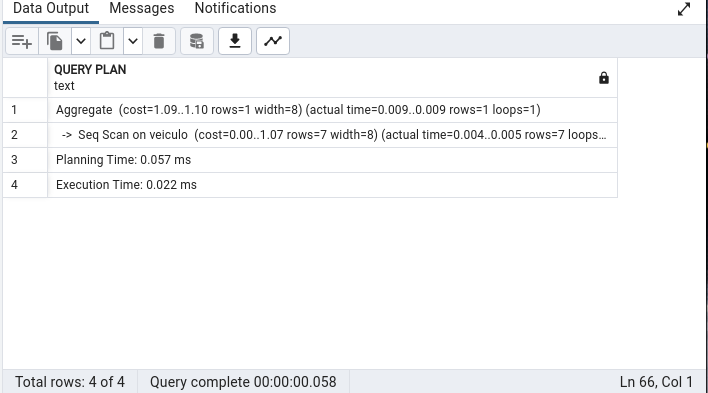 Data Output Messages Notifications
QUERY PLAN
text
1 Aggregate (cost=1.09..1.10 rows=1 width=8) (actual time=0.009..0.009 rows=1 loops=1)
2 -> Seq Scan on veiculo (cost=0.00..1.07 rows=7 width=8) (actual time=0.004..0.005 rows=7 loops...
3 Planning Time: 0.057 ms
4 Execution Time: 0.022 ms
Total rows: 4 of 4 Query complete 00:00:00.058 Ln 66, Col 1